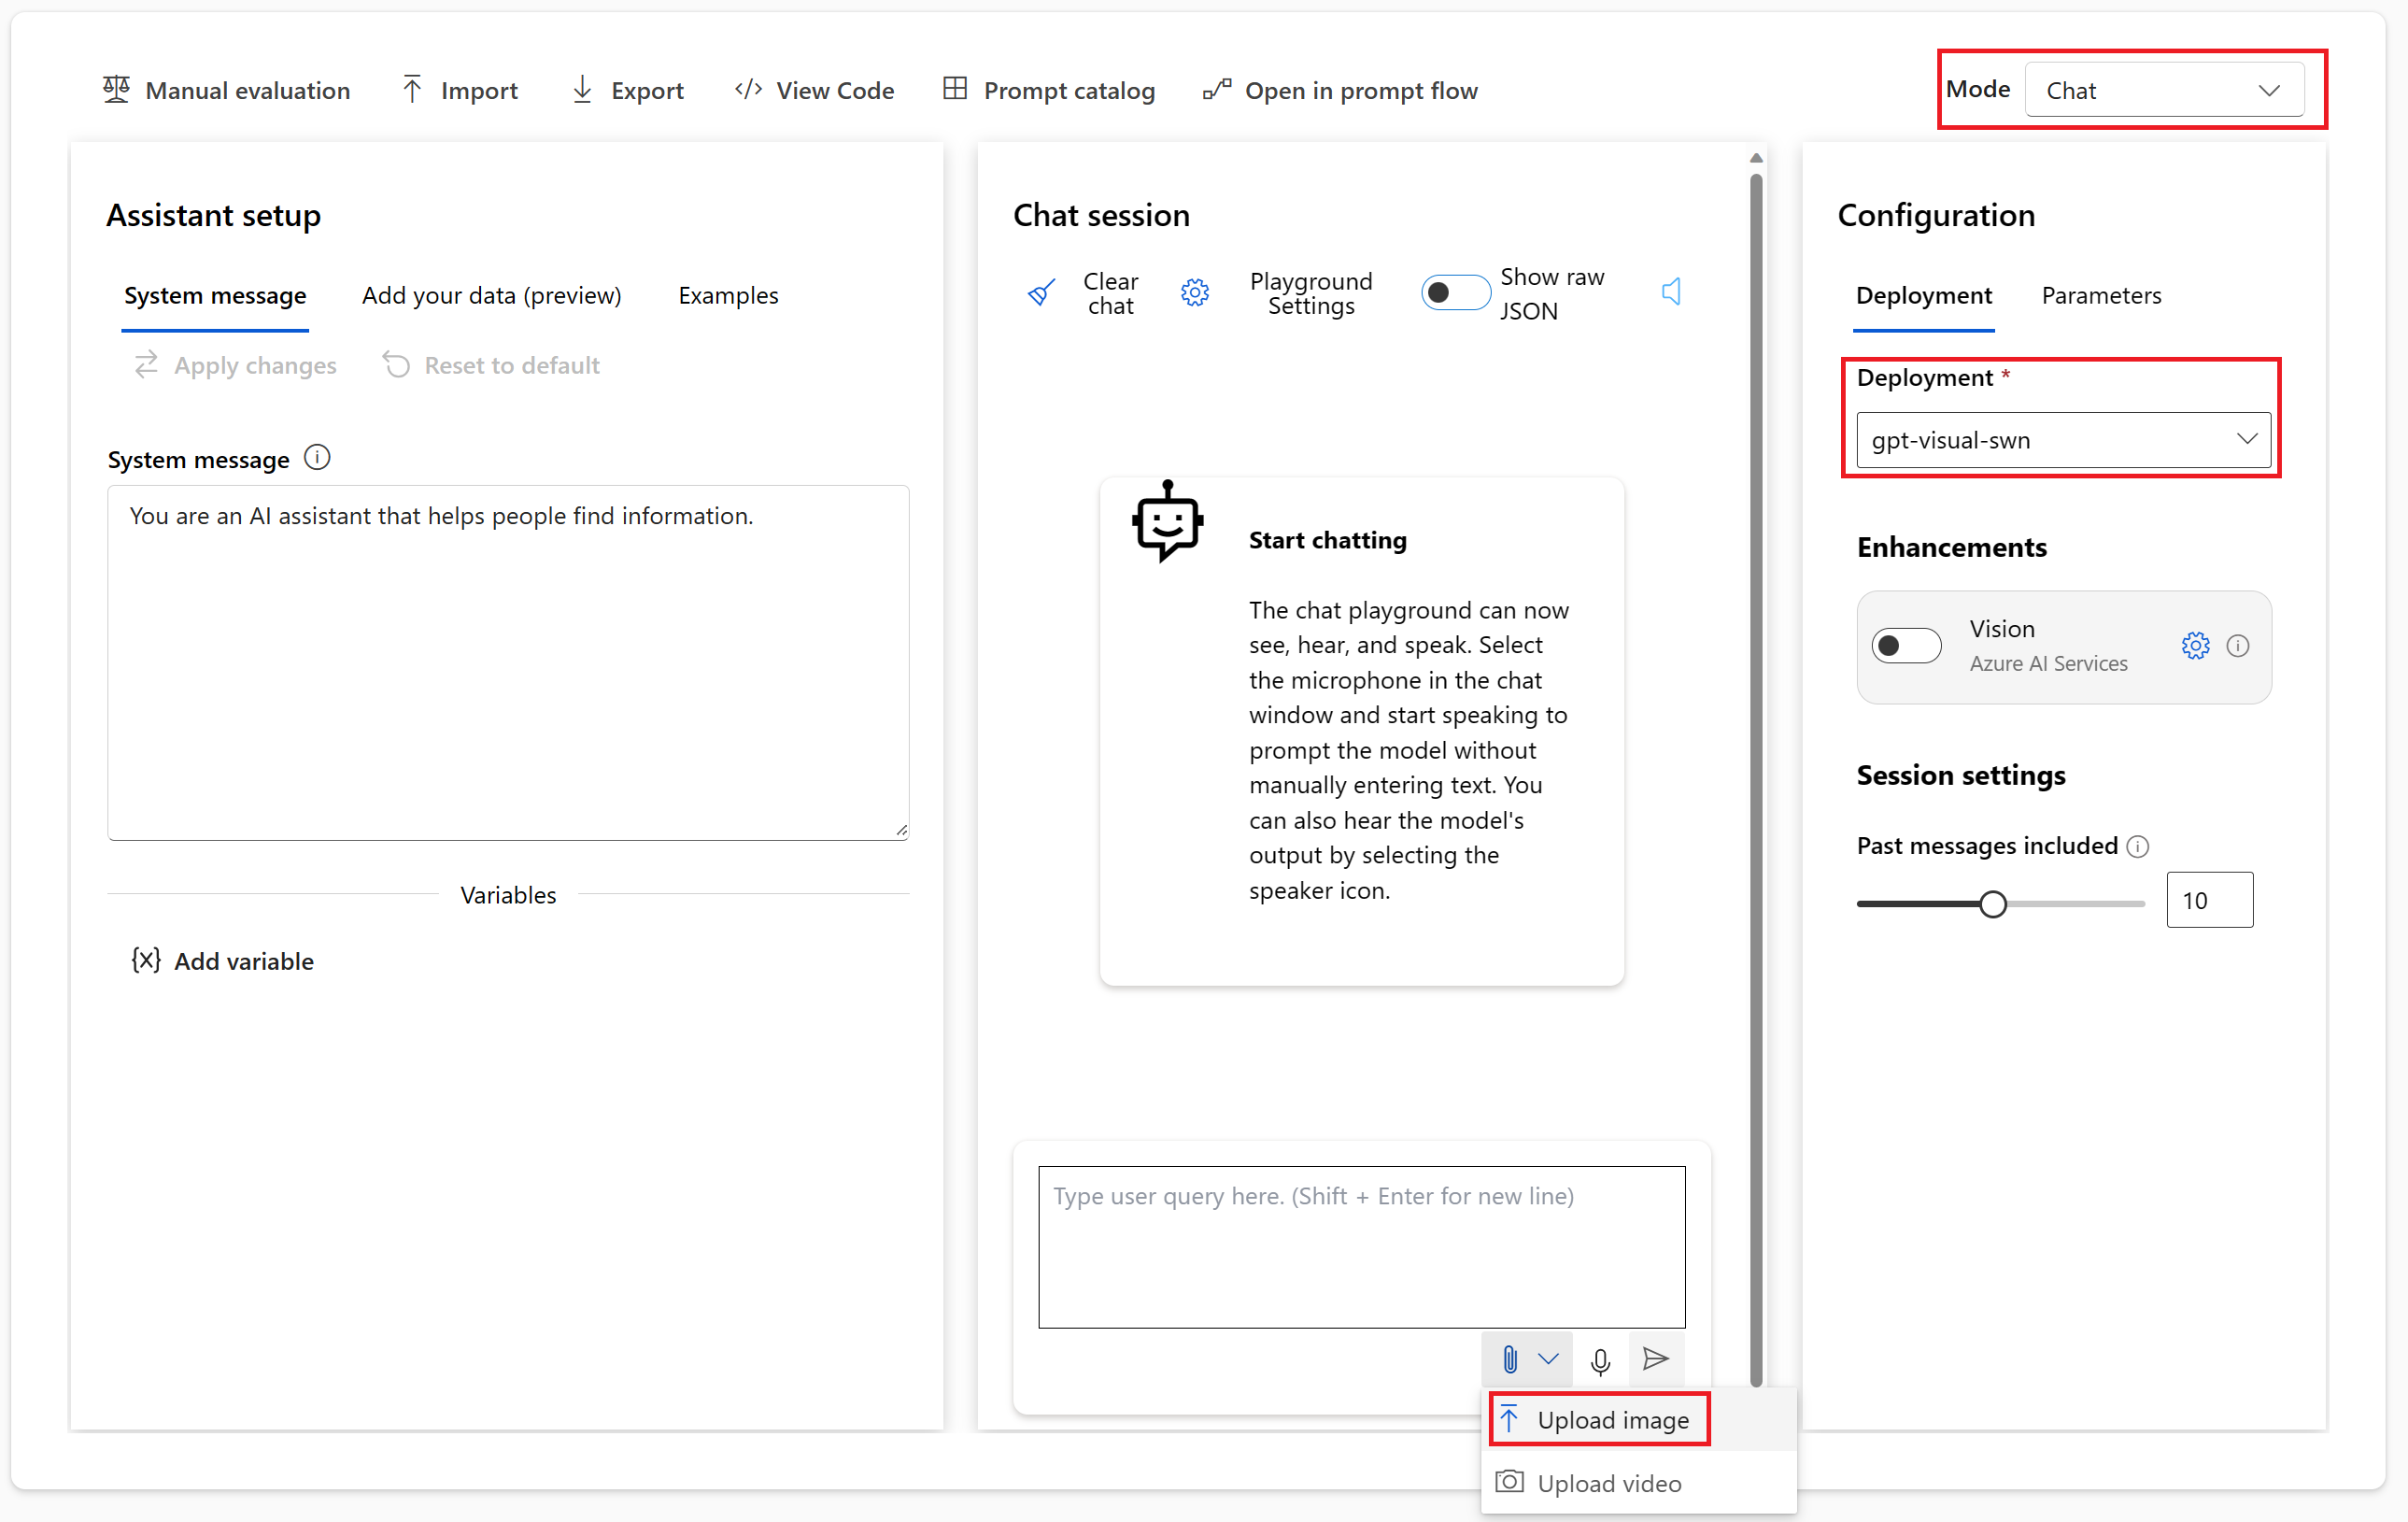 Manual evaluation
Import
Export
View Code
Prompt catalog
Open in prompt flow
Mode
Chat
Assistant setup
System message
Add your data (preview)
Examples
Apply changes
Reset to default
System message
You are an AI assistant that helps people find information.
Variables
{x} Add variable
Chat session
Clear
chat
Playground
Settings
Show raw
JSON
Start chatting
The chat playground can now
see, hear, and speak. Select
the microphone in the chat
window and start speaking to
prompt the model without
manually entering text. You
can also hear the model's
output by selecting the
speaker icon.
Type user query here. (Shift + Enter for new line)
Upload image
Upload video
Configuration
Deployment
Parameters
Deployment *
gpt-visual-swn
Enhancements
Vision
Azure AI Services
Session settings
Past messages included
10